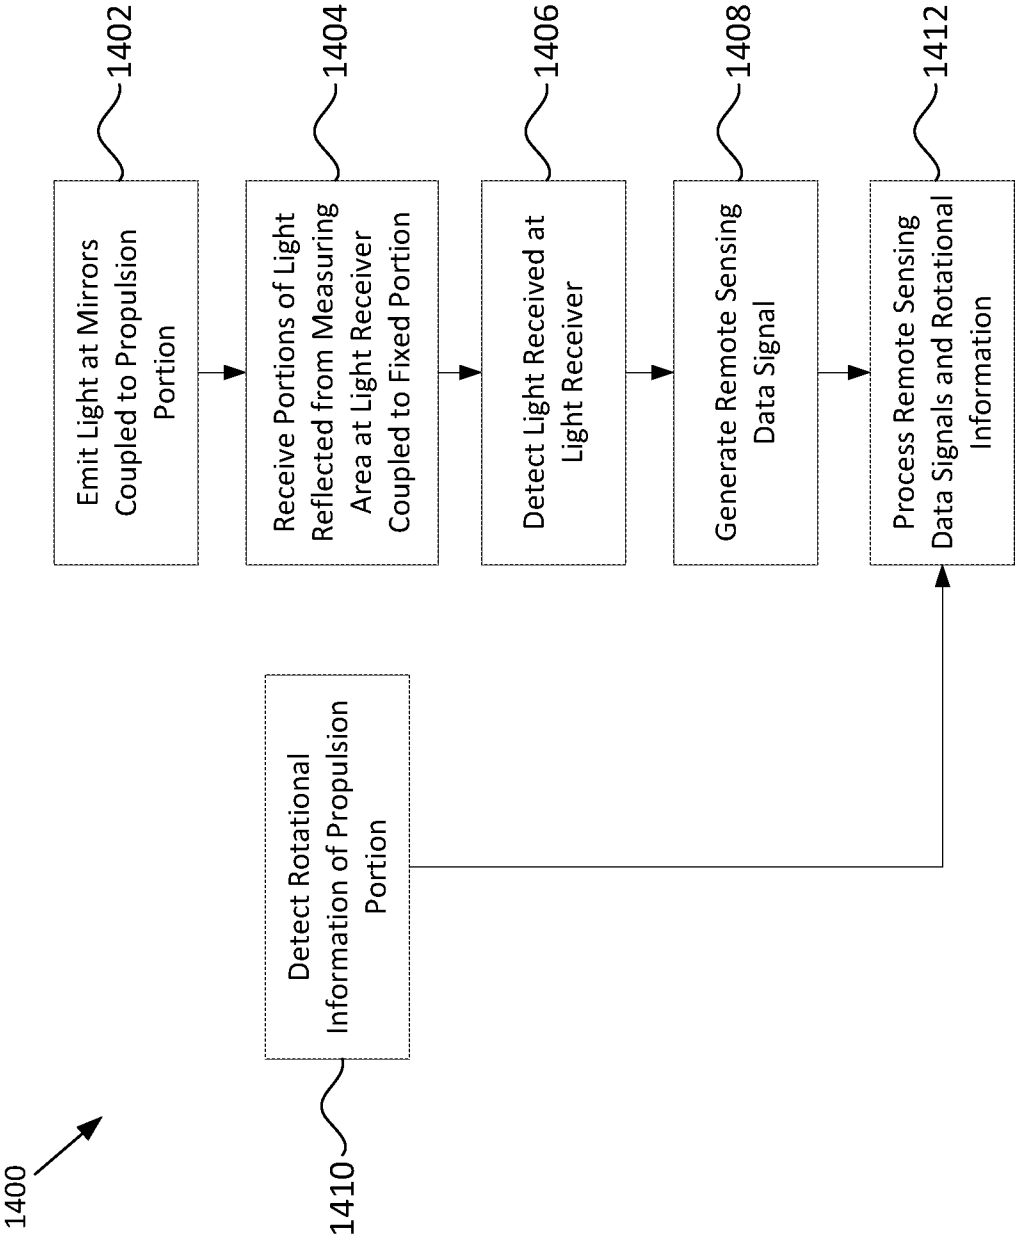 1400
Emit Light at Mirrors
Coupled to Propulsion
Portion
1402
Receive Portions of Light
Reflected from Measuring
Area at Light Receiver
Coupled to Fixed Portion
1404
Detect Rotational
Information of Propulsion
Portion
1410
Detect Light Received at
Light Receiver
1406
Generate Remote Sensing
Data Signal
1408
Process Remote Sensing
Data Signals and Rotational
Information
1412